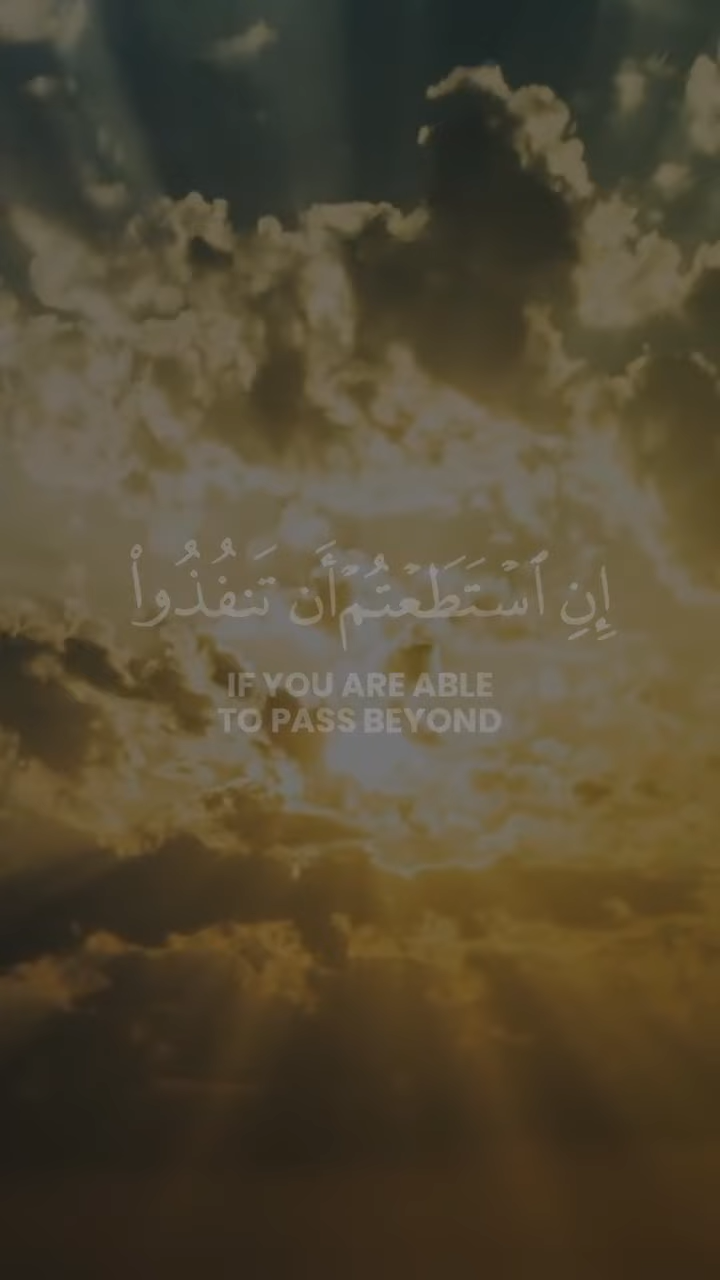 إِنِ ٱسْتَطَعْتُمْ أَن تَنفُذُوا۟
IF YOU ARE ABLE
TO PASS BEYOND